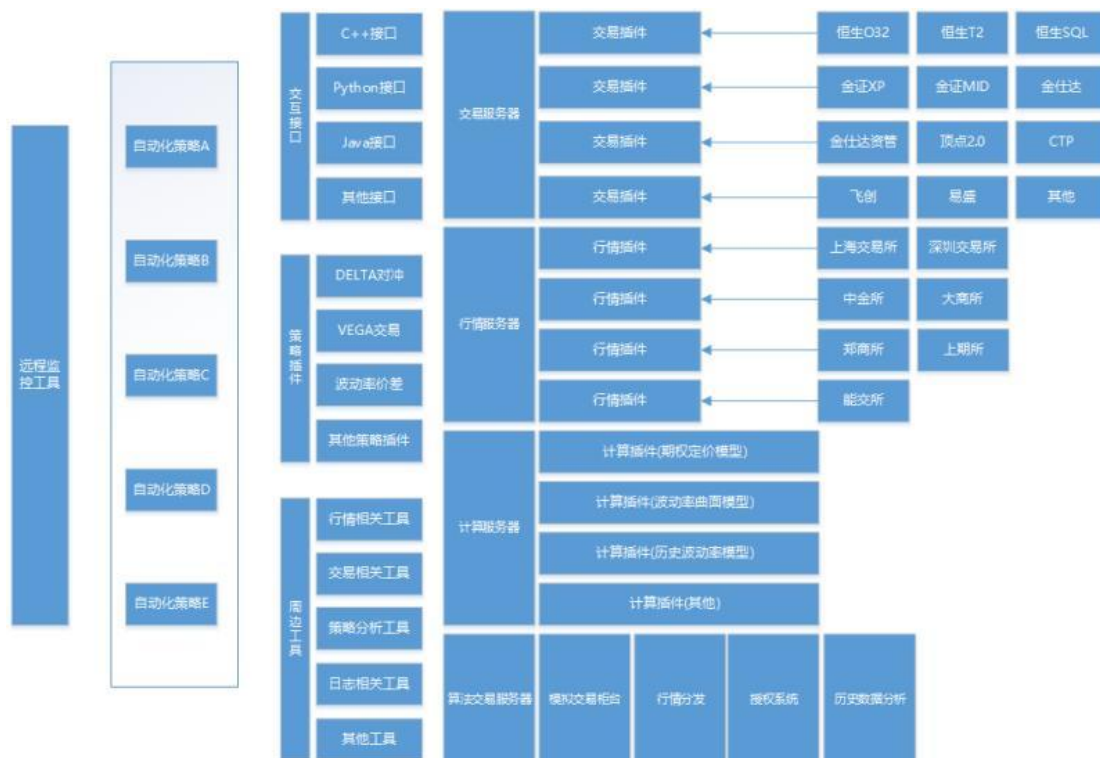 远程监
控工具
自动化策略A
自动化策略B
自动化策略C
自动化策略D
自动化策略E
交互接口
C++接口
Python接口
Java接口
其他接口
策略插件
DELTA对冲
VEGA交易
波动率价差
其他策略插件
周边工具
行情相关工具
交易相关工具
策略分析工具
日志相关工具
其他工具
交易服务器
交易插件
恒生O32
恒生T2
恒生SQL
交易插件
金证XP
金证MID
金仕达
交易插件
金仕达资管
顶点2.0
CTP
交易插件
飞创
易盛
其他
行情服务器
行情插件
上海交易所
深圳交易所
行情插件
中金所
大商所
行情插件
郑商所
上期所
行情插件
能交所
计算服务器
计算插件(期权定价模型)
计算插件(波动率曲面模型)
计算插件(历史波动率模型)
计算插件(其他)
算法交易服务器
模拟交易柜台
行情分发
授权系统
历史数据分析